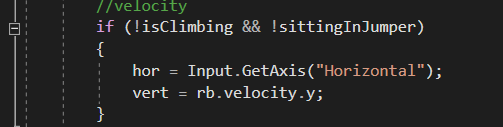 //velocity
if (!isClimbing && !sittingInJumper)
{
hor = Input.GetAxis("Horizontal");
vert = rb.velocity.y;
}